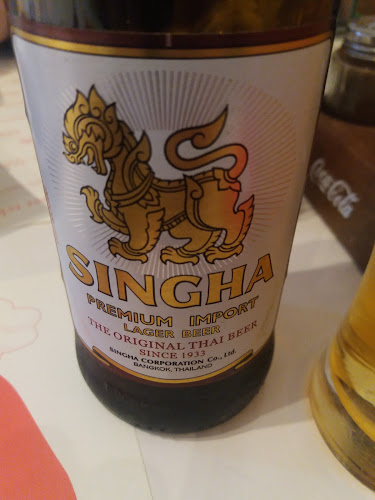 SINGHA
PREMIUM IMPORT
LAGER BEER
THE ORIGINAL THAI BEER
SINCE 1933
SINGHA CORPORATION Co., Ltd.
BANGKOK, THAILAND
Coca-Cola